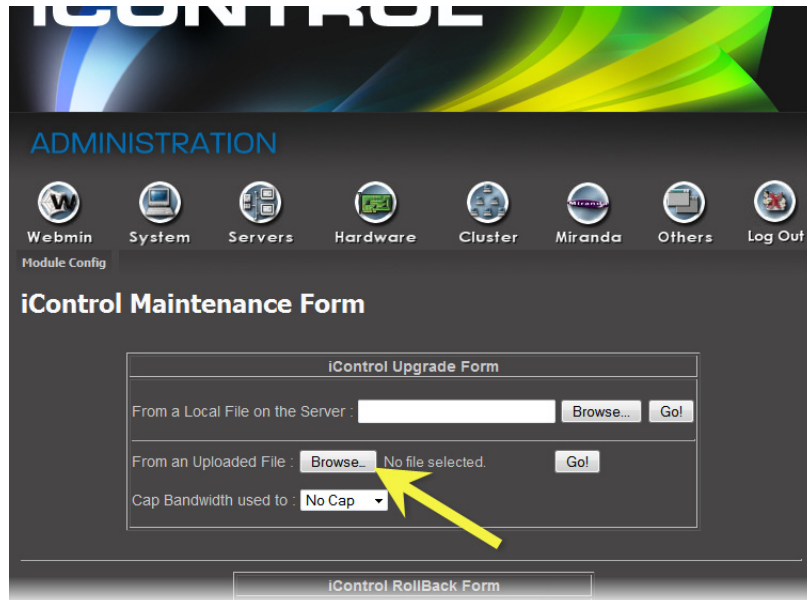 iCONTROL
ADMINISTRATION
Webmin System Servers Hardware Cluster Miranda Others Log Out
Module Config
iControl Maintenance Form
iControl Upgrade Form
From a Local File on the Server : Browse... Go!
From an Uploaded File : Browse... No file selected. Go!
Cap Bandwidth used to : No Cap
iControl RollBack Form